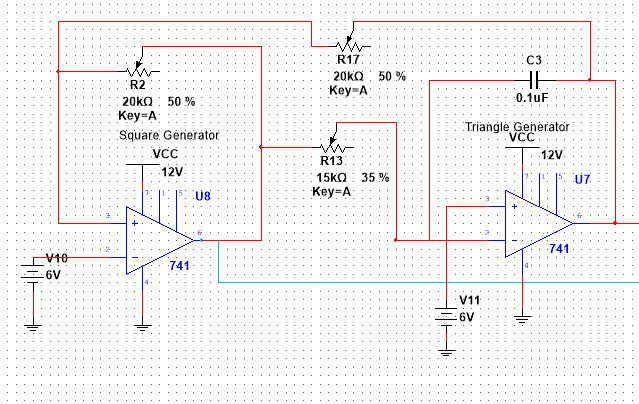 R17
20kΩ 50 %
Key=A
C3
0.1uF
R2
20kΩ 50 %
Key=A
Square Generator
VCC
12V
Triangle Generator
VCC
12V
R13
15kΩ 35 %
Key=A
U8
7 1 5
3
2
6
4
741
U7
7 1 5
3
2
6
4
741
V10
6V
V11
6V